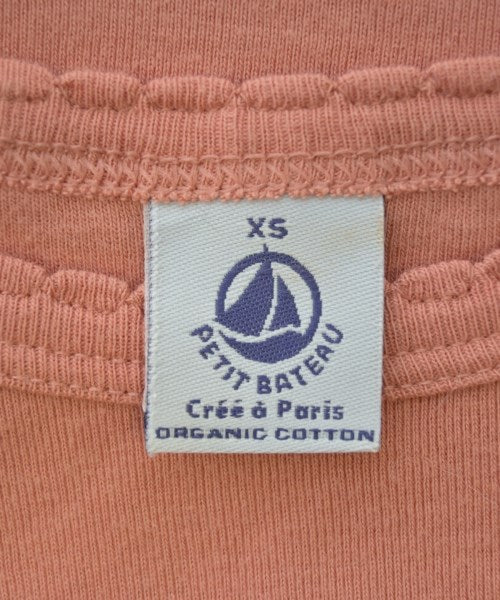 XS
PETIT BATEAU
Créé à Paris
ORGANIC COTTON